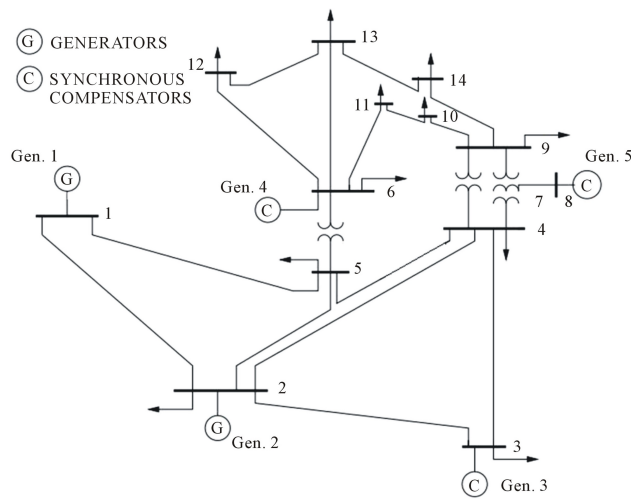 G GENERATORS
C SYNCHRONOUS
COMPENSATORS
13
12
14
11
10
9
Gen. 1
G
1
Gen. 4
C
6
Gen. 5
C
7
8
4
5
2
G
Gen. 2
3
C
Gen. 3